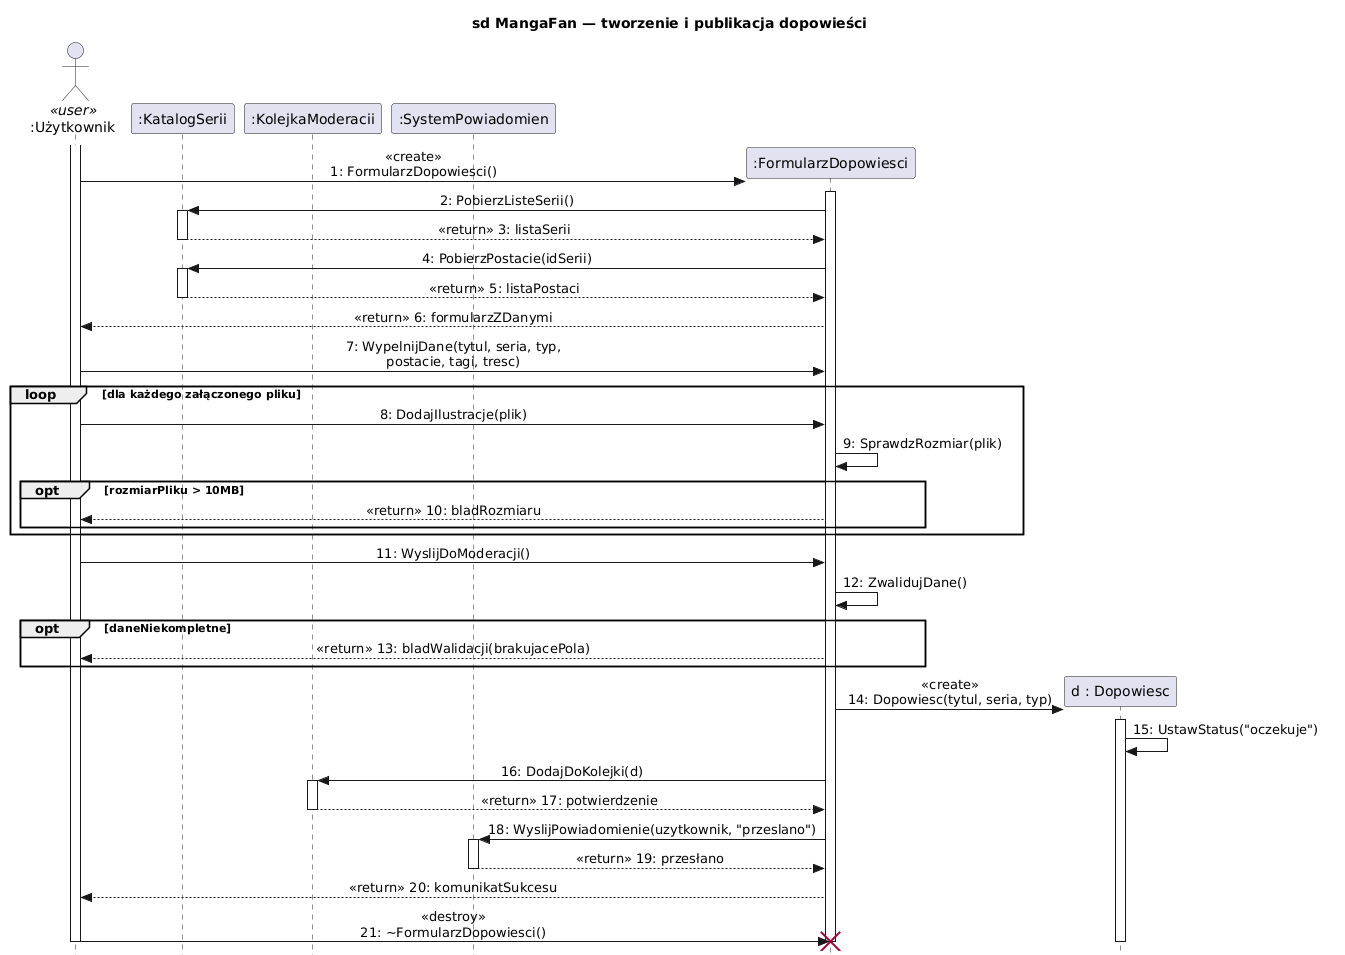 sd MangaFan — tworzenie i publikacja dopowieści
«user»
:Użytkownik
:KatalogSerii
:KolejkaModeracii
:SystemPowiadomien
:FormularzDopowiesci
«create»
1: FormularzDopowiesci()
2: PobierzListeSerii()
«return» 3: listaSerii
4: PobierzPostacie(idSerii)
«return» 5: listaPostaci
«return» 6: formularzZDanymi
7: WypelnijDane(tytul, seria, typ,
postacie, tagi, tresc)
loop
[dla każdego załączonego pliku]
8: DodajIlustracje(plik)
9: SprawdzRozmiar(plik)
opt
[rozmiarPliku > 10MB]
«return» 10: bladRozmiaru
11: WyslijDoModeracji()
12: ZwalidujDane()
opt
[daneNiekompletne]
«return» 13: bladWalidacji(brakujacePola)
«create»
14: Dopowiesc(tytul, seria, typ)
d : Dopowiesc
15: UstawStatus("oczekuje")
16: DodajDoKolejki(d)
«return» 17: potwierdzenie
18: WyslijPowiadomienie(uzytkownik, "przeslano")
«return» 19: przesłano
«return» 20: komunikatSukcesu
«destroy»
21: ~FormularzDopowiesci()